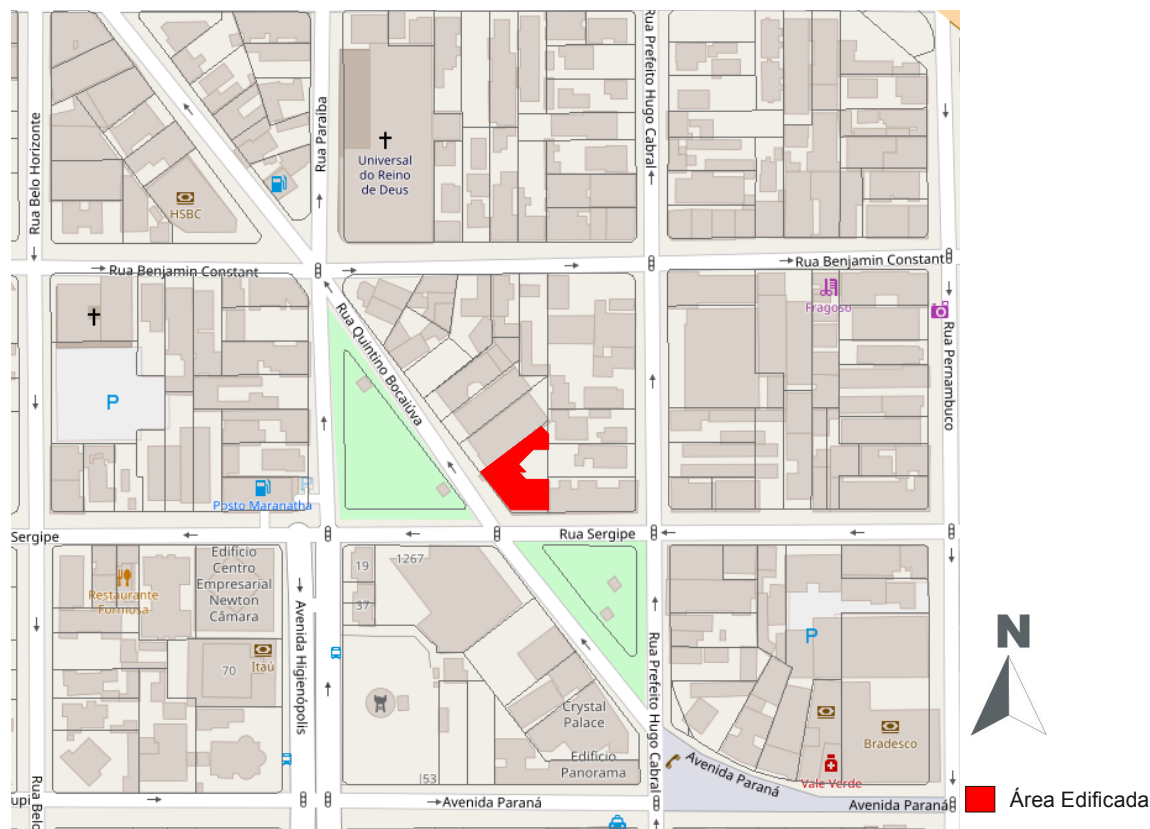 Rua Prefeito Hugo Cabral
Rua Belo Horizonte
Rua Paraíba
Universal
do Reino
de Deus
HSBC
Rua Benjamin Constant
Rua Benjamin Constant
Fragoso
Rua Quintino Bocaiúva
Rua Pernambuco
P
P
Posto Maranatha
Sergipe
Rua Sergipe
Edifício
Centro
Empresarial
Newton
Câmara
Restaurante
Formosa
19
1267
37
Avenida Higienópolis
P
N
Itaú
70
Rua Prefeito Hugo Cabral
Crystal
Palace
Bradesco
Edifício
Panorama
53
Avenida Paraná
Vale Verde
Rua Belo
upi
Avenida Paraná
Avenida Paraná
Área Edificada